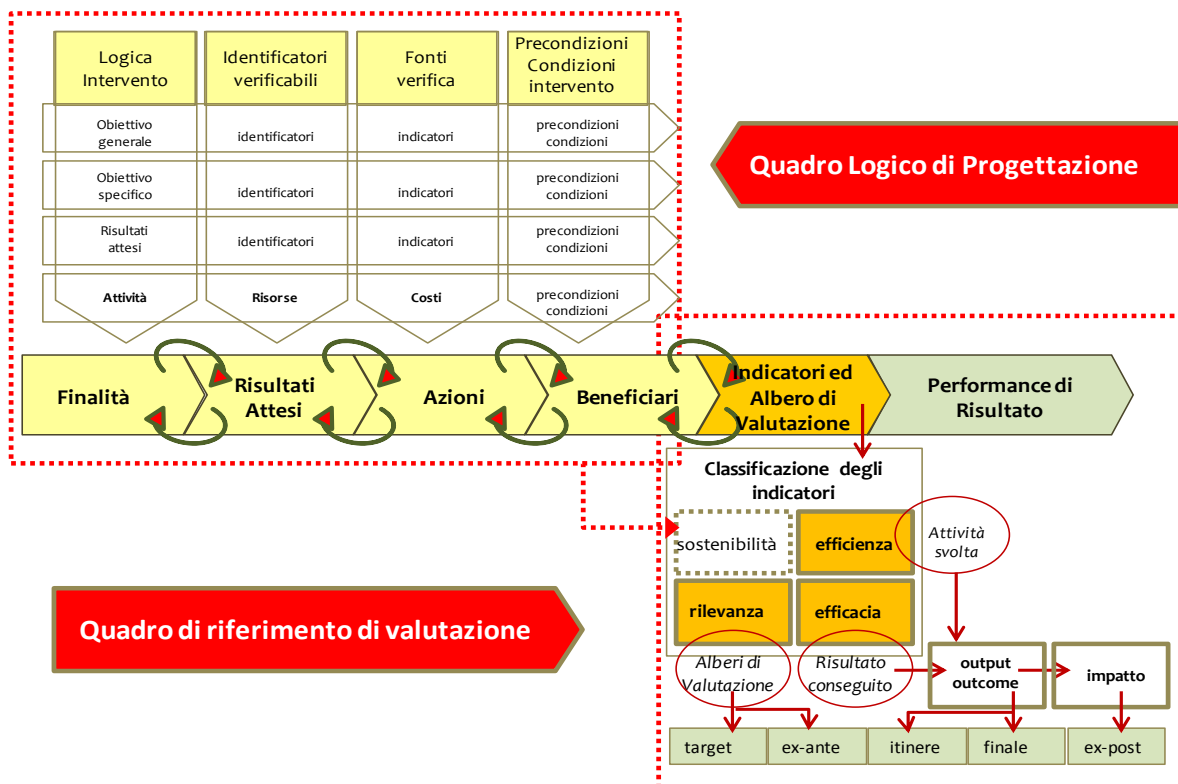 Logica
Intervento
Identificatori
verificabili
Fonti
verifica
Precondizioni
Condizioni
intervento
Obiettivo
generale
identificatori
indicatori
precondizioni
condizioni
Obiettivo
specifico
identificatori
indicatori
precondizioni
condizioni
Risultati
attesi
identificatori
indicatori
precondizioni
condizioni
Attività
Risorse
Costi
precondizioni
condizioni
Quadro Logico di Progettazione
Finalità
Risultati
Attesi
Azioni
Beneficiari
Indicatori ed
Albero di
Valutazione
Performance di
Risultato
Classificazione degli
indicatori
sostenibilità
efficienza
Attività
svolta
rilevanza
efficacia
Quadro di riferimento di valutazione
Alberi di
Valutazione
Risultato
conseguito
output
outcome
impatto
target
ex-ante
itinere
finale
ex-post